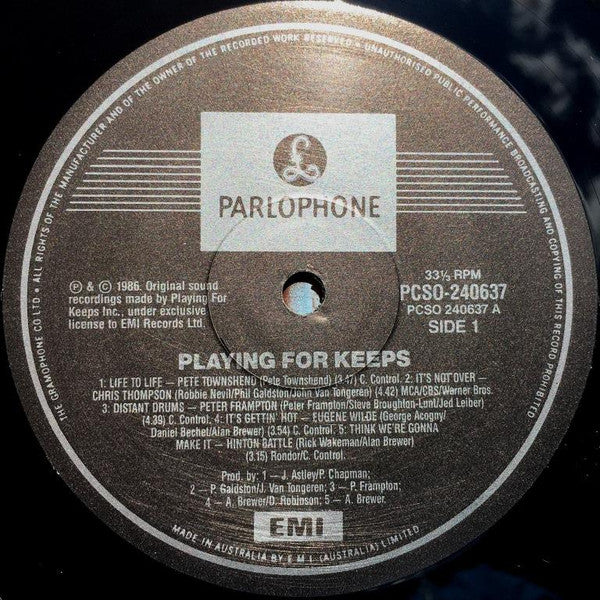 THE GRAMOPHONE CO LTD • ALL RIGHTS OF THE MANUFACTURER AND OF THE OWNER OF THE RECORDED WORK RESERVED • UNAUTHORISED PUBLIC PERFORMANCE BROADCASTING AND COPYING OF THIS RECORD PROHIBITED
£
PARLOPHONE
Ⓟ & © 1986. Original sound
recordings made by Playing For
Keeps Inc., under exclusive
license to EMI Records Ltd.
33⅓ RPM
PCSO-240637
PCSO 240637 A
SIDE 1
PLAYING FOR KEEPS
1: LIFE TO LIFE – PETE TOWNSHEND (Pete Townshend) (3.47) C. Control. 2: IT'S NOT OVER –
CHRIS THOMPSON (Robbie Nevil/Phil Galdston/John Van Tongeren) (4.42) MCA/CBS/Warner Bros.
3: DISTANT DRUMS – PETER FRAMPTON (Peter Frampton/Steve Broughton-Lunt/Jed Leiber)
(4.39) C. Control. 4: IT'S GETTIN' HOT – EUGENE WILDE (George Acogny/
Daniel Bechet/Alan Brewer) (3.54) C. Control. 5: THINK WE'RE GONNA
MAKE IT – HINTON BATTLE (Rick Wakeman/Alan Brewer)
(3.15) Rondor/C. Control.
Prod. by: 1 – J. Astley/P. Chapman;
2 – P. Galdston/J. Van Tongeren; 3 – P. Frampton;
4 – A. Brewer/D. Robinson; 5 – A. Brewer.
EMI
MADE IN AUSTRALIA BY E M I (AUSTRALIA) LIMITED